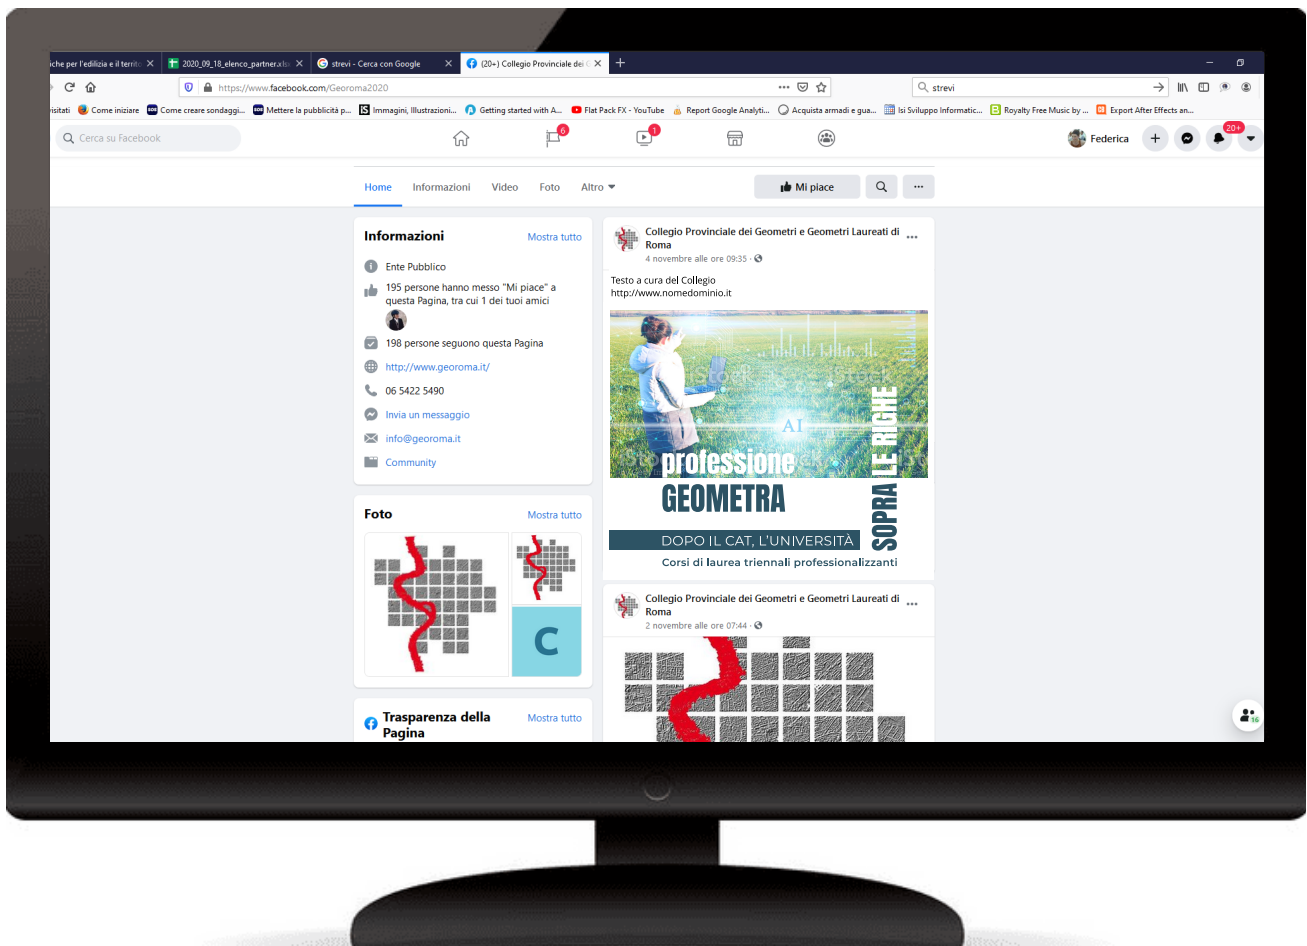 iche per l'edilizia e il territo
2020_09_18_elenco_partner.xls
strevi - Cerca con Google
(20+) Collegio Provinciale dei G
https://www.facebook.com/Georoma2020
strevi
visitati
Come iniziare
Come creare sondaggi...
Mettere la pubblicità p...
Immagini, Illustrazioni...
Getting started with A...
Flat Pack FX - YouTube
Report Google Analyti...
Acquista armadi e gua...
Isi Sviluppo Informatic...
Royalty Free Music by ...
Export After Effects an...
Cerca su Facebook
6
1
Federica
20+
Home
Informazioni
Video
Foto
Altro
Mi piace
Informazioni
Mostra tutto
Ente Pubblico
195 persone hanno messo "Mi piace" a
questa Pagina, tra cui 1 dei tuoi amici
198 persone seguono questa Pagina
http://www.georoma.it/
06 5422 5490
Invia un messaggio
info@georoma.it
Community
Foto
Mostra tutto
C
Trasparenza della
Pagina
Mostra tutto
Collegio Provinciale dei Geometri e Geometri Laureati di
Roma
4 novembre alle ore 09:35
Testo a cura del Collegio
http://www.nomedominio.it
AI
professione
GEOMETRA
SOPRA LE RIGHE
DOPO IL CAT, L'UNIVERSITÀ
Corsi di laurea triennali professionalizzanti
Collegio Provinciale dei Geometri e Geometri Laureati di
Roma
2 novembre alle ore 07:44
16